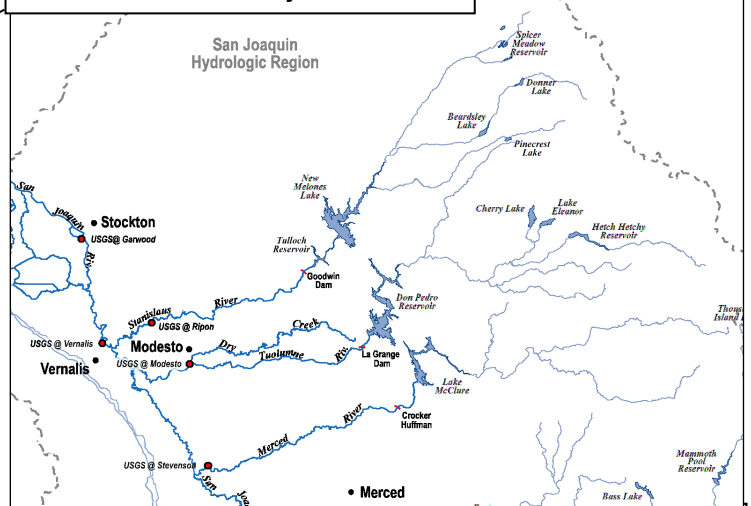 San Joaquin
Hydrologic Region
Spicer
Meadow
Reservoir
Donner
Lake
Beardsley
Lake
Pinecrest
Lake
New
Melones
Lake
San
Joaquin
Stockton
USGS@ Garwood
Cherry Lake
Lake
Eleanor
Hetch Hetchy
Reservoir
Tulloch
Reservoir
Goodwin
Dam
Stanislaus
River
USGS @ Ripon
Don Pedro
Reservoir
Island
USGS @ Vernalis
Modesto
Dry
Creek
Vernalis
USGS @ Modesto
Tuolumne
Riv.
La Grange
Dam
Lake
McClure
Crocker
Huffman
Merced
River
USGS @ Stevenson
San
Mammoth
Pool
Reservoir
Merced
Bass Lake